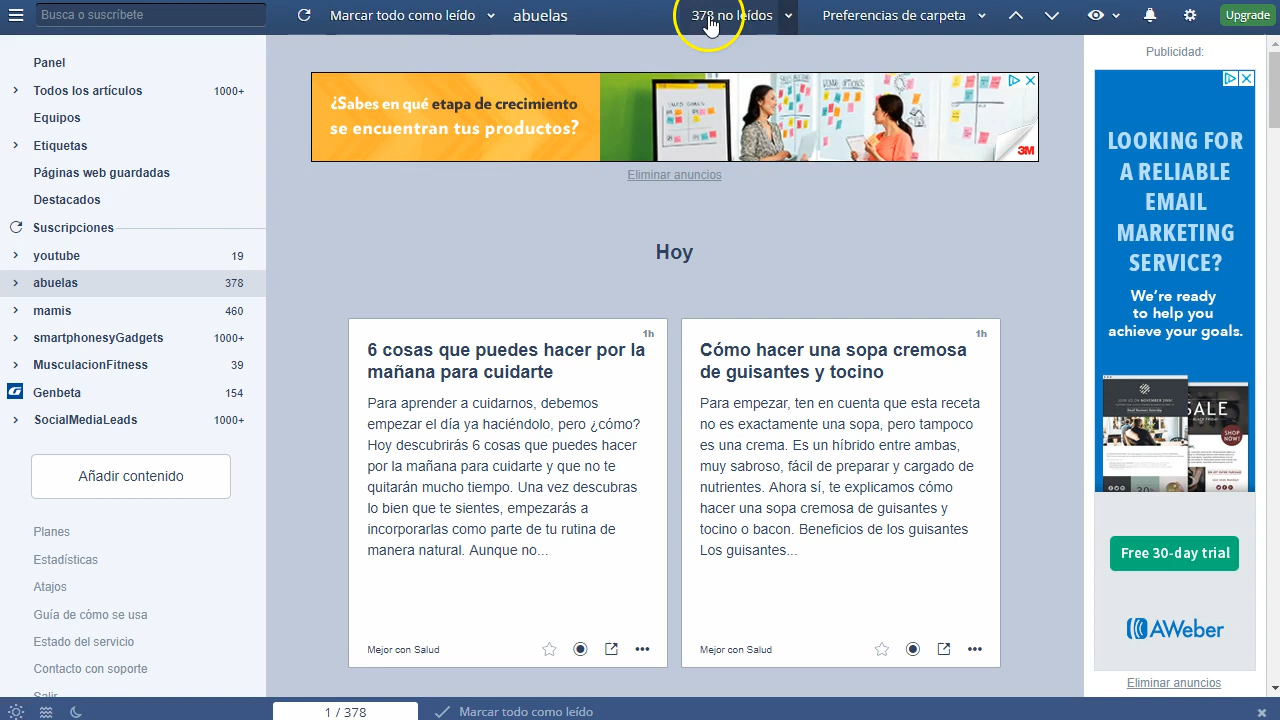 Busca o suscríbete
Marcar todo como leído
abuelas
378 no leídos
Preferencias de carpeta
Upgrade
Panel
Todos los artículos 1000+
Equipos
Etiquetas
Páginas web guardadas
Destacados
Suscripciones
youtube 19
abuelas 378
mamis 460
smartphonesyGadgets 1000+
MusculacionFitness 39
Genbeta 154
SocialMediaLeads 1000+
Añadir contenido
Planes
Estadísticas
Atajos
Guía de cómo se usa
Estado del servicio
Contacto con soporte
Salir
¿Sabes en qué etapa de crecimiento
se encuentran tus productos?
3M
Eliminar anuncios
Hoy
1h
6 cosas que puedes hacer por la
mañana para cuidarte
Para aprender a cuidarnos, debemos
empezar el día ya haciéndolo, pero ¿cómo?
Hoy descubrirás 6 cosas que puedes hacer
por la mañana para cuidarte y que no te
quitarán mucho tiempo. Una vez descubras
lo bien que te sientes, empezarás a
incorporarlas como parte de tu rutina de
manera natural. Aunque no...
Mejor con Salud
1h
Cómo hacer una sopa cremosa
de guisantes y tocino
Para empezar, ten en cuenta que esta receta
no es exactamente una sopa, pero tampoco
es una crema. Es un híbrido entre ambas,
muy sabroso, fácil de preparar y cargado de
nutrientes. Ahora sí, te explicamos cómo
hacer una sopa cremosa de guisantes y
tocino o bacon. Beneficios de los guisantes
Los guisantes...
Mejor con Salud
Publicidad:
LOOKING FOR
A RELIABLE
EMAIL
MARKETING
SERVICE?
We're ready
to help you
achieve your goals.
SALE
SHOP
NOW!
Free 30-day trial
AWeber
Eliminar anuncios
1 / 378
Marcar todo como leído